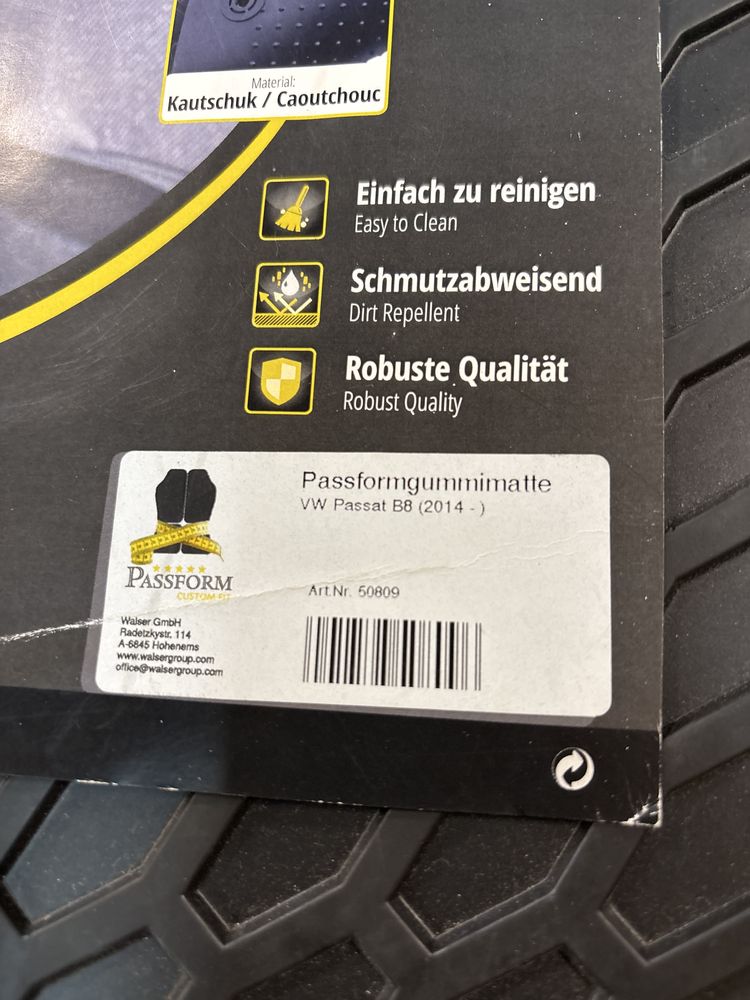 Material:
Kautschuk / Caoutchouc
Einfach zu reinigen
Easy to Clean
Schmutzabweisend
Dirt Repellent
Robuste Qualität
Robust Quality
Passformgummimatte
VW Passat B8 (2014 - )
PASSFORM
CUSTOM FIT
Art.Nr. 50809
Walser GmbH
Radetzkystr. 114
A-6845 Hohenems
www.walsergroup.com
office@walsergroup.com